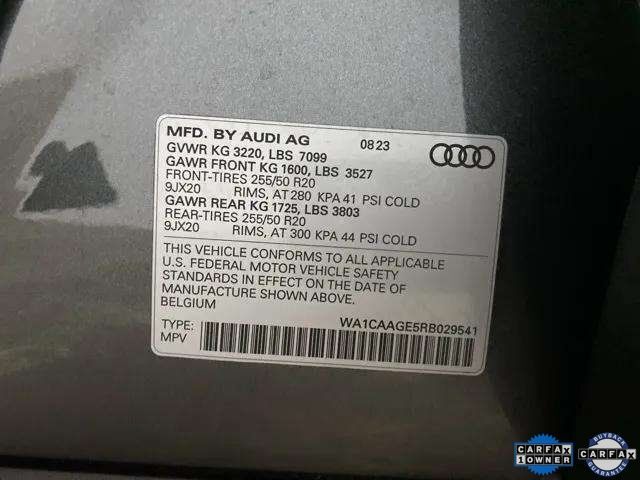 MFD. BY AUDI AG 08 23
GVWR KG 3220, LBS 7099
GAWR FRONT KG 1600, LBS 3527
FRONT-TIRES 255/50 R20
9JX20 RIMS, AT 280 KPA 41 PSI COLD
GAWR REAR KG 1725, LBS 3803
REAR-TIRES 255/50 R20
9JX20 RIMS, AT 300 KPA 44 PSI COLD
THIS VEHICLE CONFORMS TO ALL APPLICABLE
U.S. FEDERAL MOTOR VEHICLE SAFETY
STANDARDS IN EFFECT ON THE DATE OF
MANUFACTURE SHOWN ABOVE.
BELGIUM
WA1CAAGE5RB029541
TYPE:
MPV
CARFAX
1 OWNER
BUYBACK
CARFAX
GUARANTEE